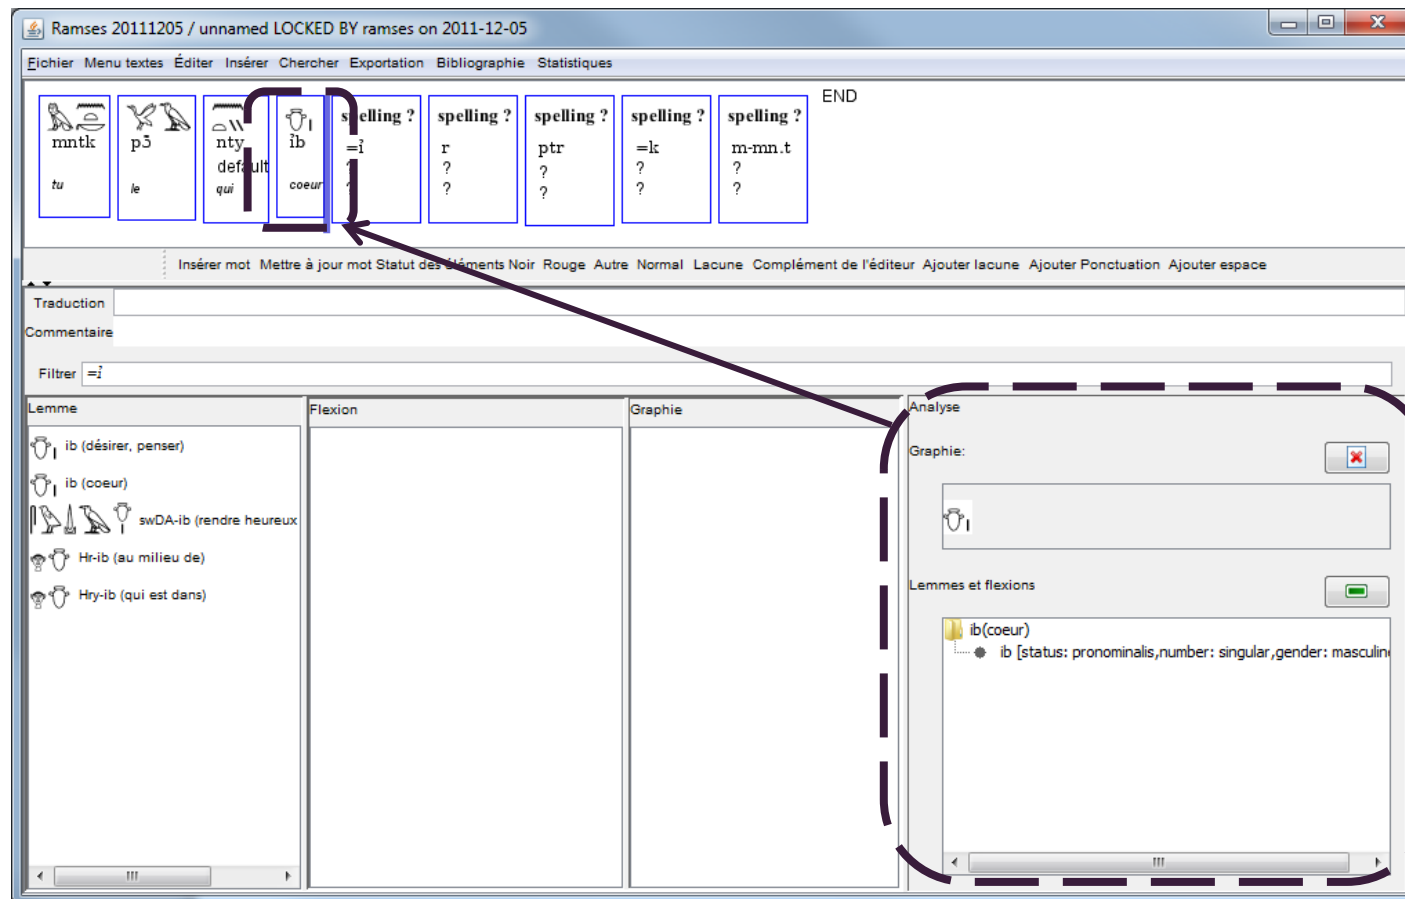 Ramses 20111205 / unnamed LOCKED BY ramses on 2011-12-05
Fichier Menu textes Éditer Insérer Chercher Exportation Bibliographie Statistiques
spelling ? spelling ? spelling ? spelling ? spelling ? END
mntk pꜣ nty ỉb =ỉ r ptr =k m-mn.t
default ? ? ? ? ?
tu le qui coeur ? ? ? ? ?
Insérer mot Mettre à jour mot Statut des éléments Noir Rouge Autre Normal Lacune Complément de l'éditeur Ajouter lacune Ajouter Ponctuation Ajouter espace
Traduction
Commentaire
Filtrer =ỉ
Lemme Flexion Graphie Analyse
ib (désirer, penser)
ib (coeur)
swDA-ib (rendre heureux
Hr-ib (au milieu de)
Hry-ib (qui est dans)
Graphie:
Lemmes et flexions
ib(coeur)
ib [status: pronominalis,number: singular,gender: masculin